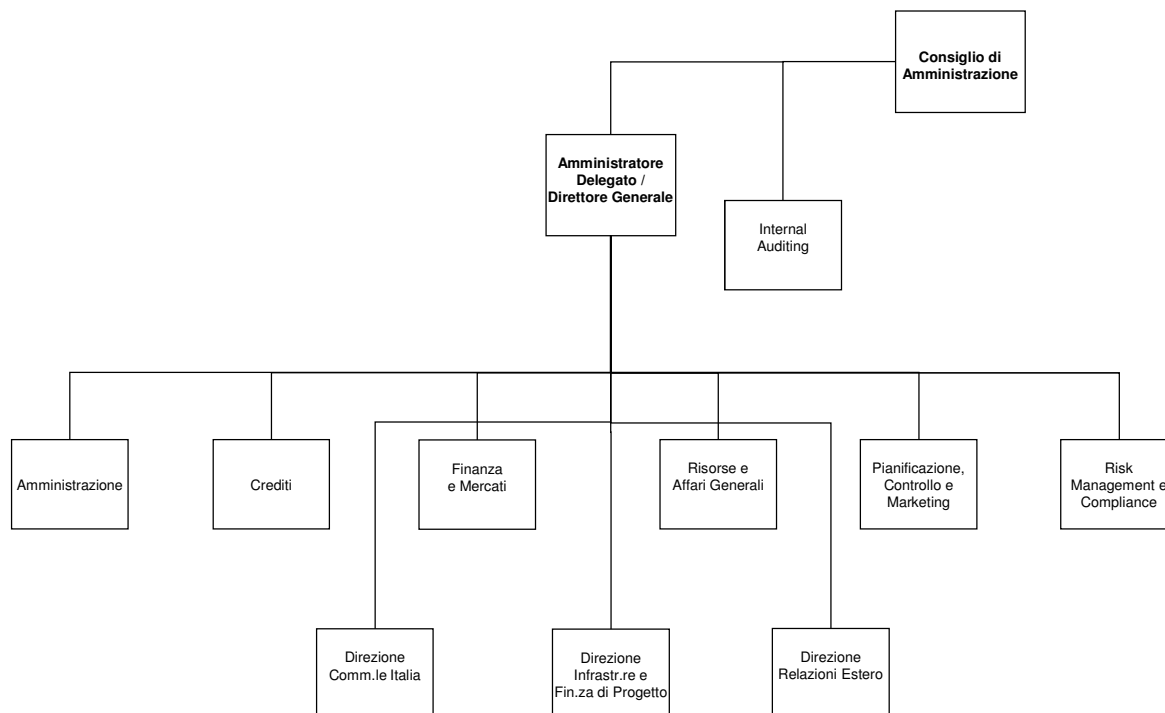 Consiglio di
Amministrazione
Amministratore
Delegato /
Direttore Generale
Internal
Auditing
Amministrazione
Crediti
Finanza
e Mercati
Risorse e
Affari Generali
Pianificazione,
Controllo e
Marketing
Risk
Management e
Compliance
Direzione
Comm.le Italia
Direzione
Infrastr.re e
Fin.za di Progetto
Direzione
Relazioni Estero